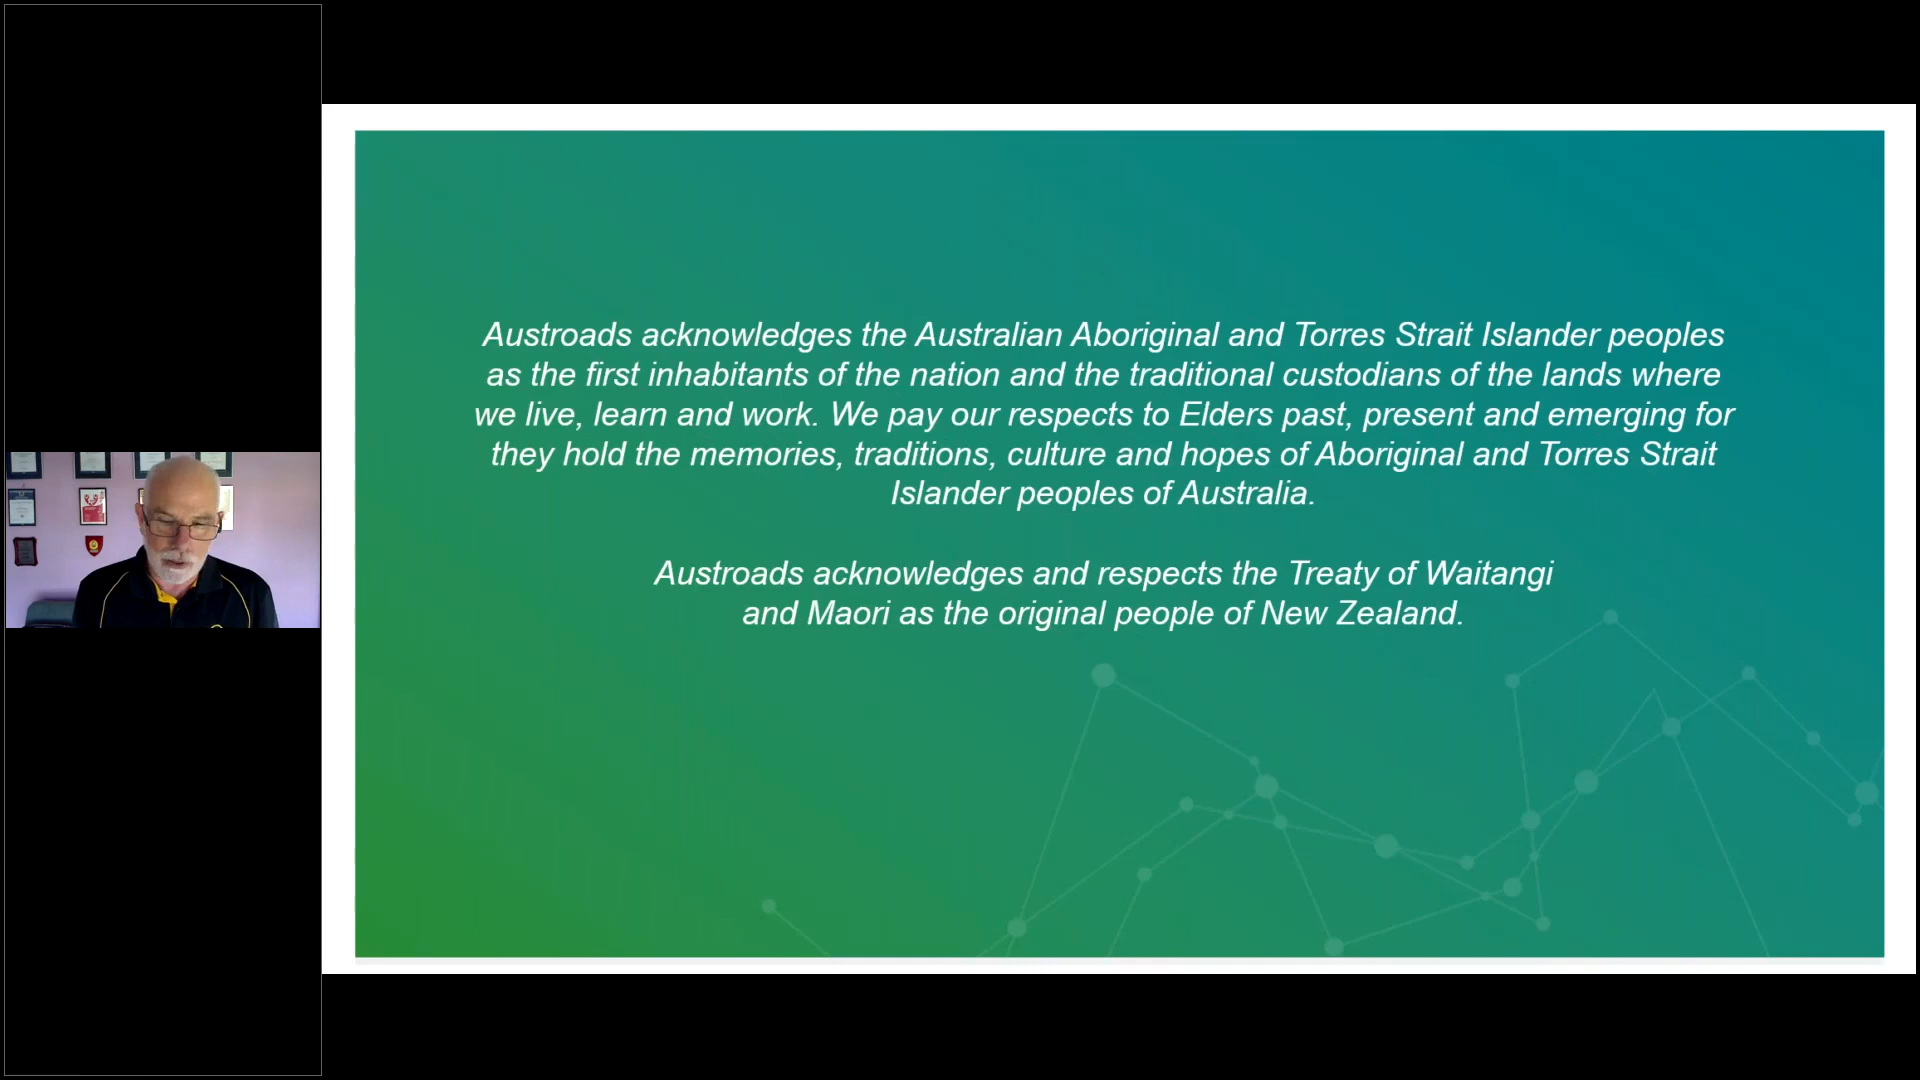 Austroads acknowledges the Australian Aboriginal and Torres Strait Islander peoples
as the first inhabitants of the nation and the traditional custodians of the lands where
we live, learn and work. We pay our respects to Elders past, present and emerging for
they hold the memories, traditions, culture and hopes of Aboriginal and Torres Strait
Islander peoples of Australia.
Austroads acknowledges and respects the Treaty of Waitangi
and Maori as the original people of New Zealand.